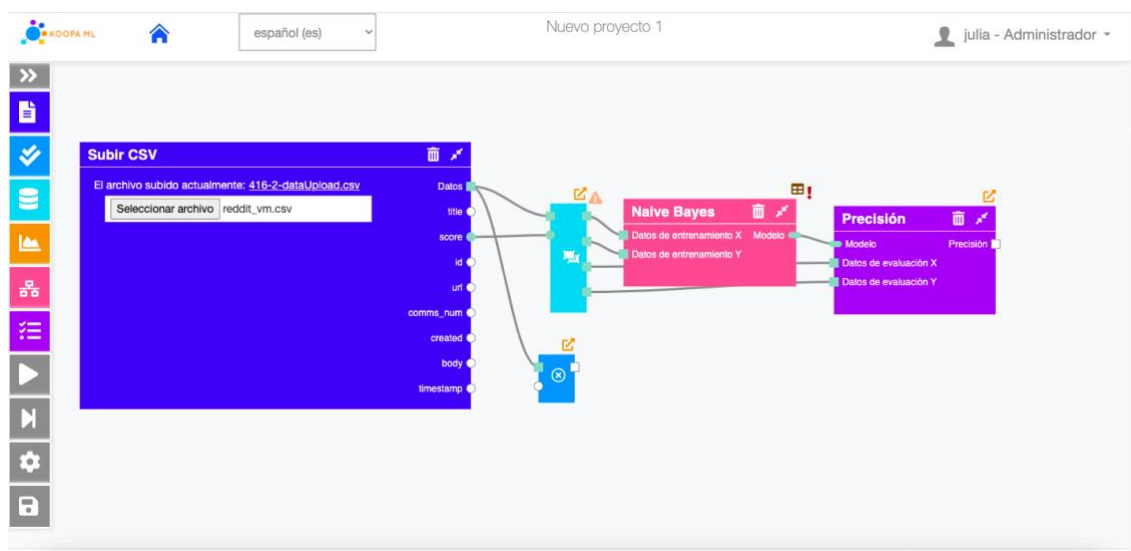 KOOPA ML
español (es)
Nuevo proyecto 1
julia - Administrador
Subir CSV
El archivo subido actualmente: 416-2-dataUpload.csv
Seleccionar archivo reddit_vm.csv
Datos
title
score
id
url
comms_num
created
body
timestamp
Naive Bayes
Datos de entrenamiento X Modelo
Datos de entrenamiento Y
Precisión
Modelo Precisión
Datos de evaluación X
Datos de evaluación Y